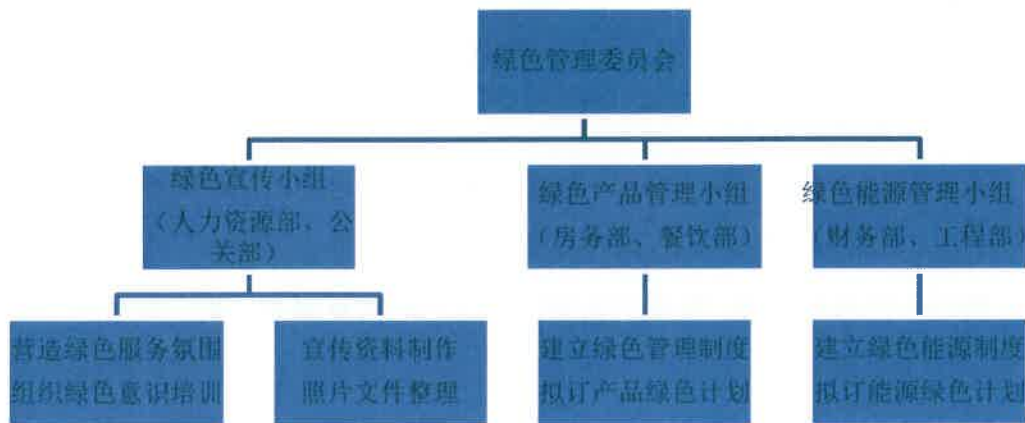 绿色管理委员会
绿色宣传小组
（人力资源部、公
关部）
绿色产品管理小组
（房务部、餐饮部）
绿色能源管理小组
（财务部、工程部）
营造绿色服务氛围
组织绿色意识培训
宣传资料制作
照片文件整理
建立绿色管理制度
拟订产品绿色计划
建立绿色能源制度
拟订能源绿色计划